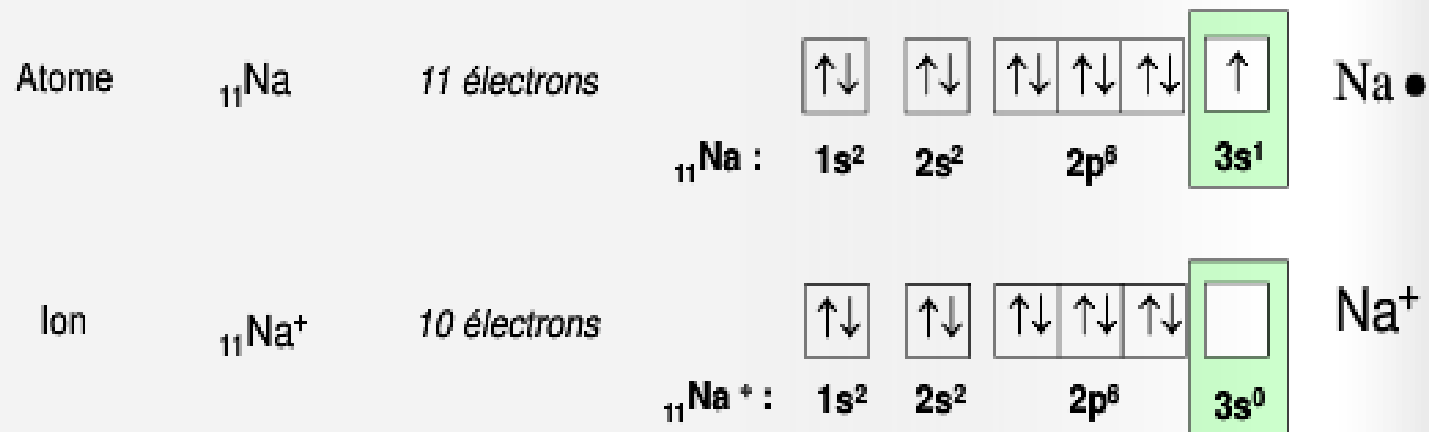 Atome ₁₁Na 11 électrons ↑↓ ↑↓ ↑↓ ↑↓ ↑↓ ↑ Na •
₁₁Na : 1s² 2s² 2p⁶ 3s¹
Ion ₁₁Na⁺ 10 électrons ↑↓ ↑↓ ↑↓ ↑↓ ↑↓ Na⁺
₁₁Na⁺ : 1s² 2s² 2p⁶ 3s⁰